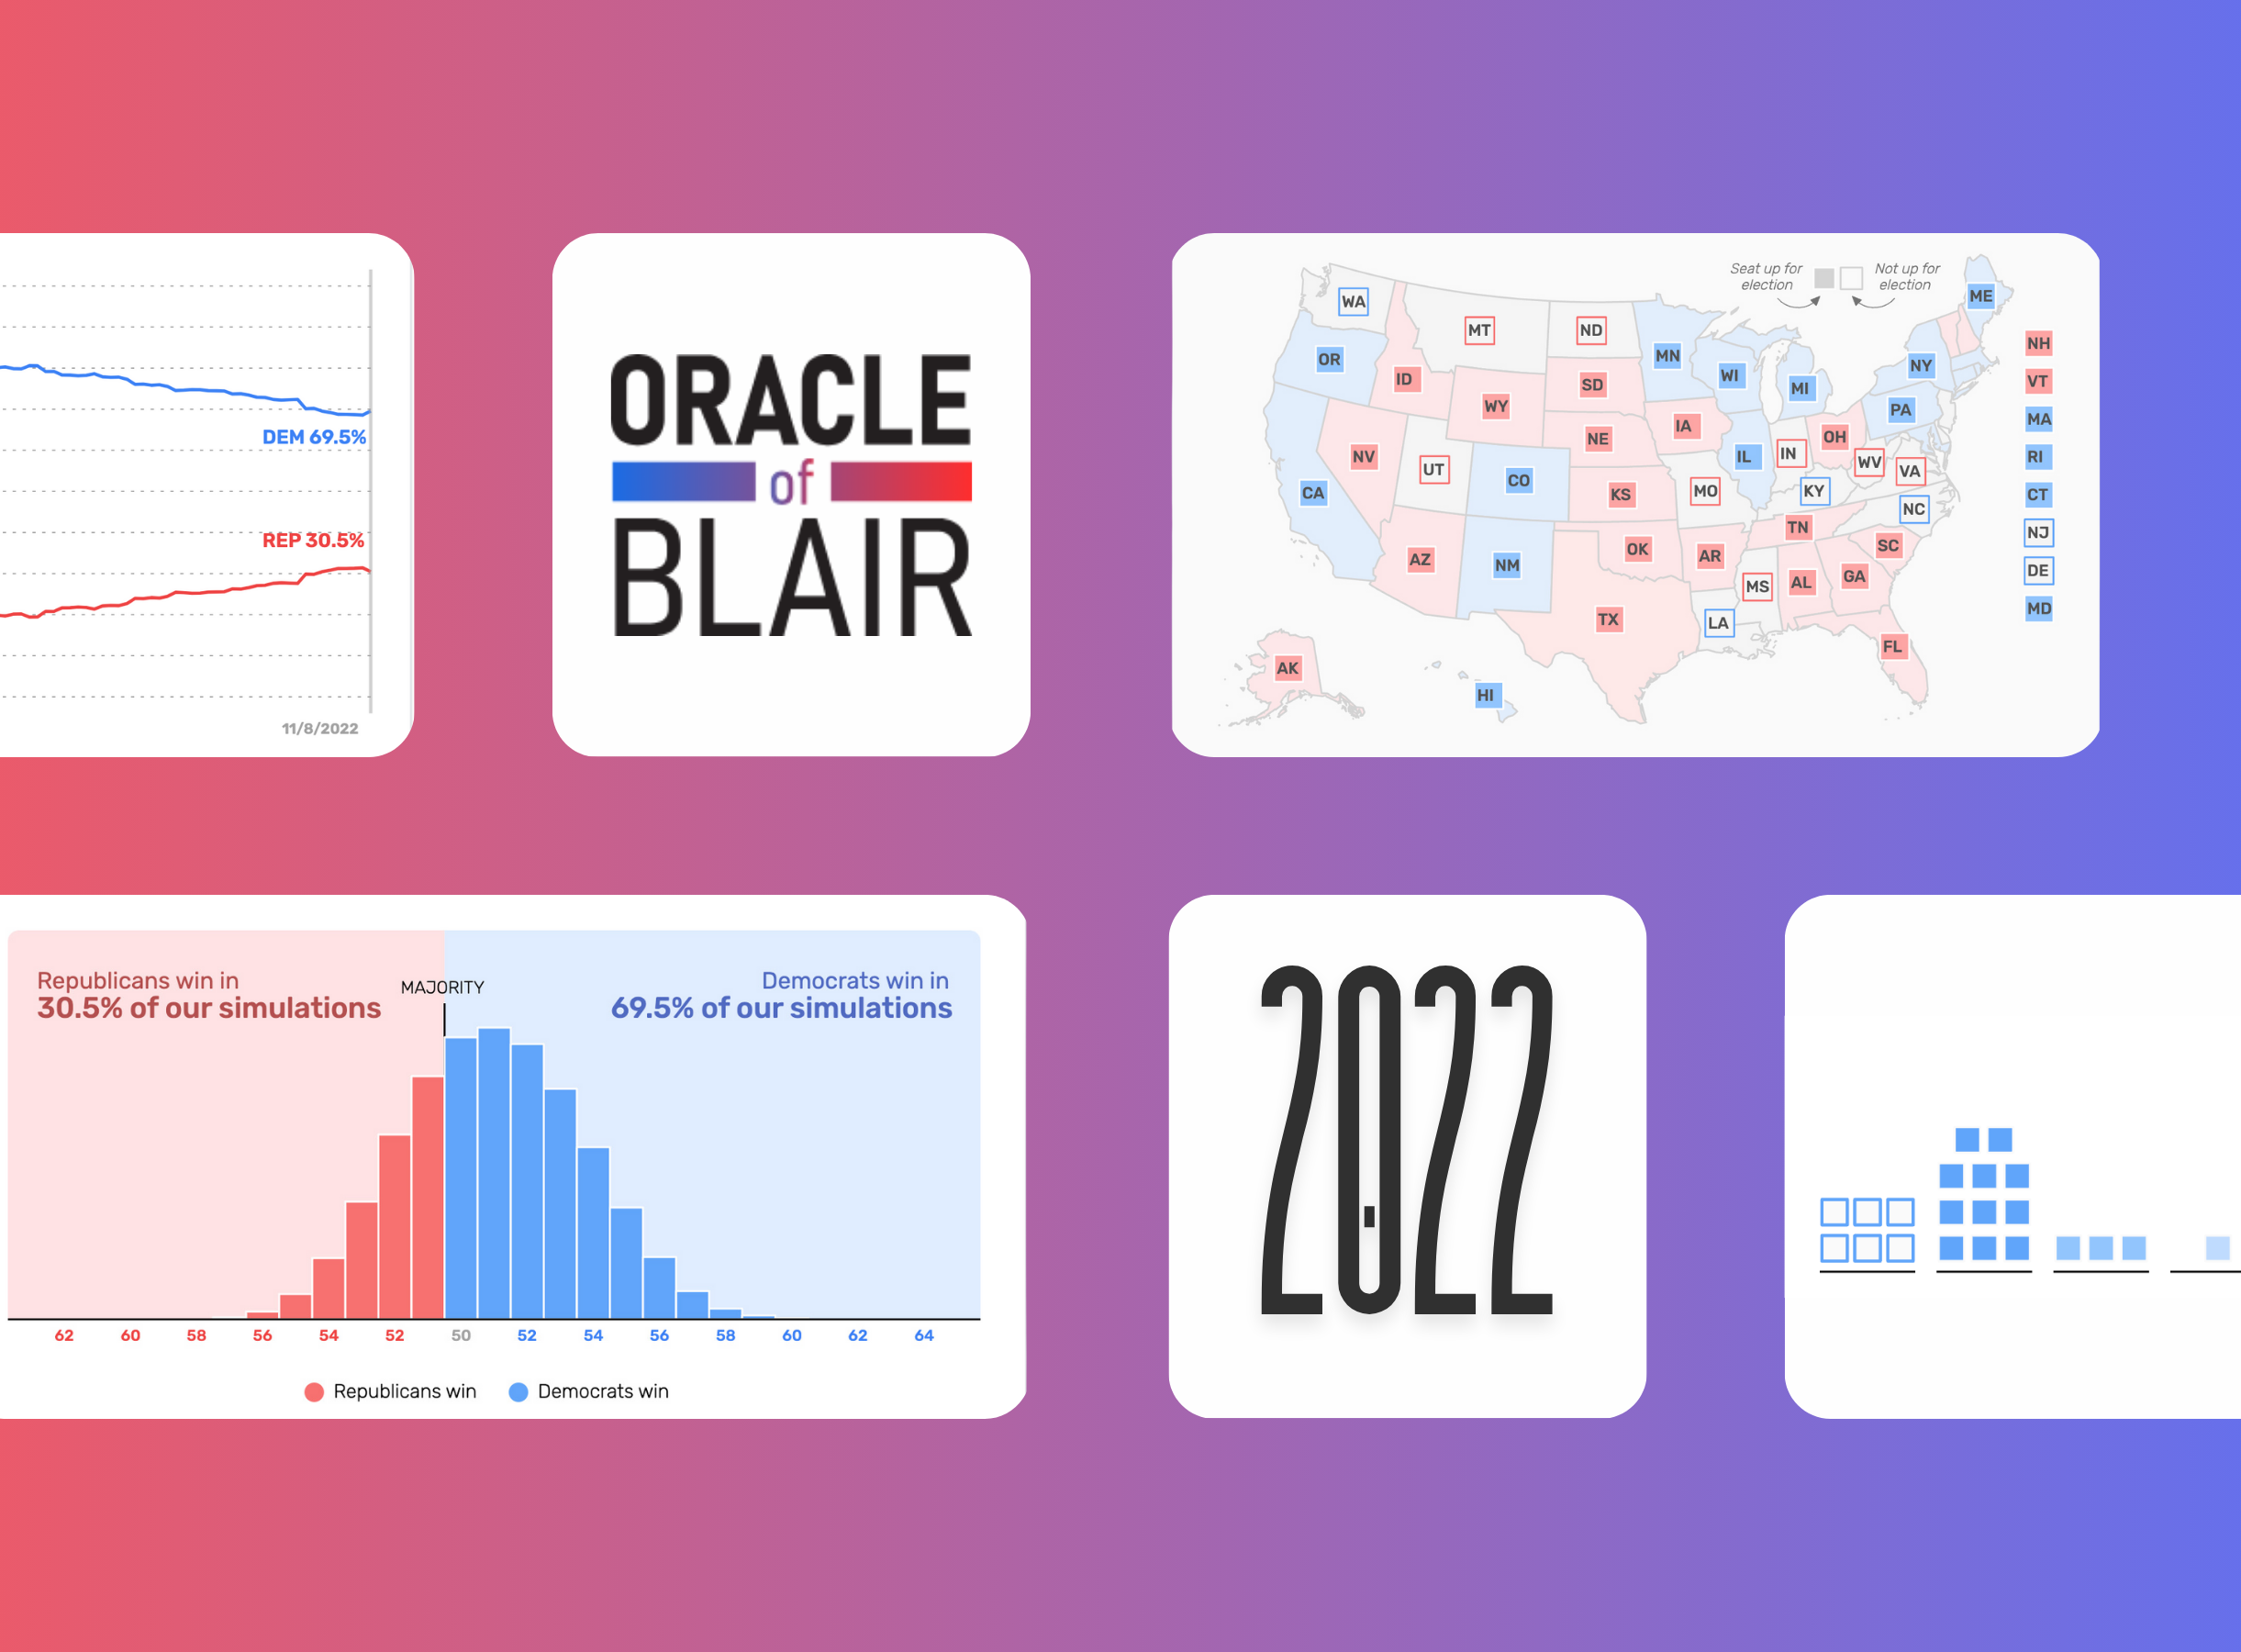 DEM 69.5%
REP 30.5%
11/8/2022
ORACLE
of
BLAIR
Seat up for
election
Not up for
election
WA
MT
ND
MN
ME
OR
ID
SD
WI
MI
NY
WY
IA
PA
NV
NE
OH
UT
CO
IL
IN
WV
VA
CA
KS
MO
KY
NC
AZ
NM
OK
AR
TN
SC
MS
AL
GA
TX
LA
FL
AK
HI
NH
VT
MA
RI
CT
NJ
DE
MD
Republicans win in
30.5% of our simulations
MAJORITY
Democrats win in
69.5% of our simulations
62 60 58 56 54 52 50 52 54 56 58 60 62 64
Republicans win Democrats win
2022